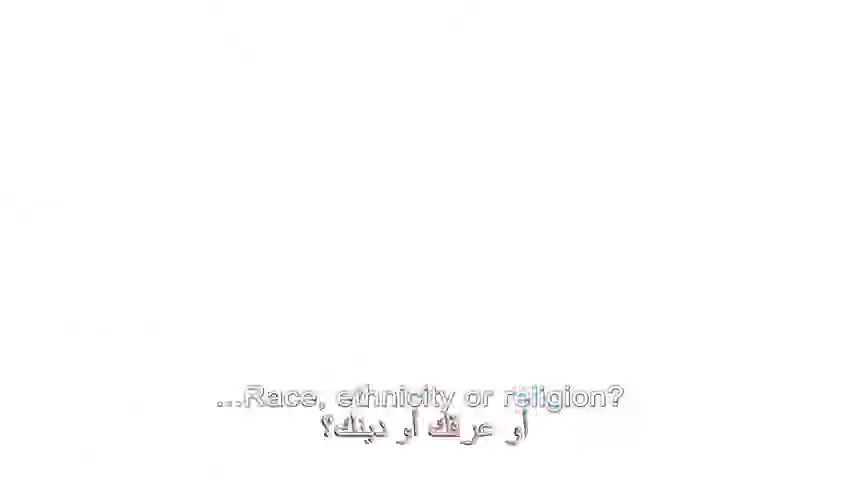 ...Race, ethnicity or religion?
أو عرقك أو دينك؟